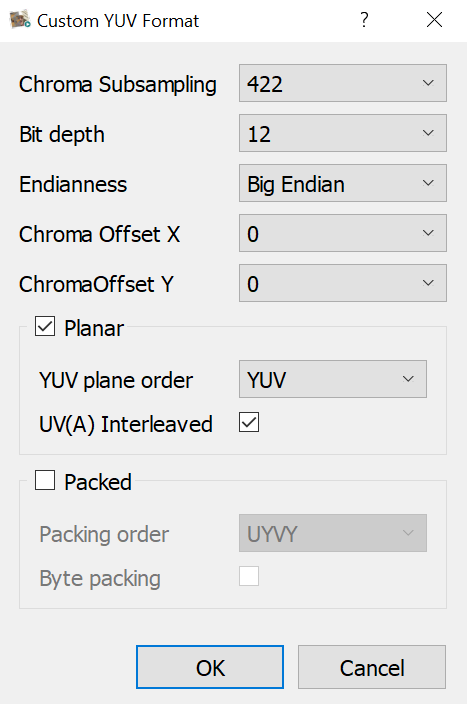 Custom YUV Format ?
Chroma Subsampling 422
Bit depth 12
Endianness Big Endian
Chroma Offset X 0
ChromaOffset Y 0
Planar
YUV plane order YUV
UV(A) Interleaved
Packed
Packing order UYVY
Byte packing
OK Cancel